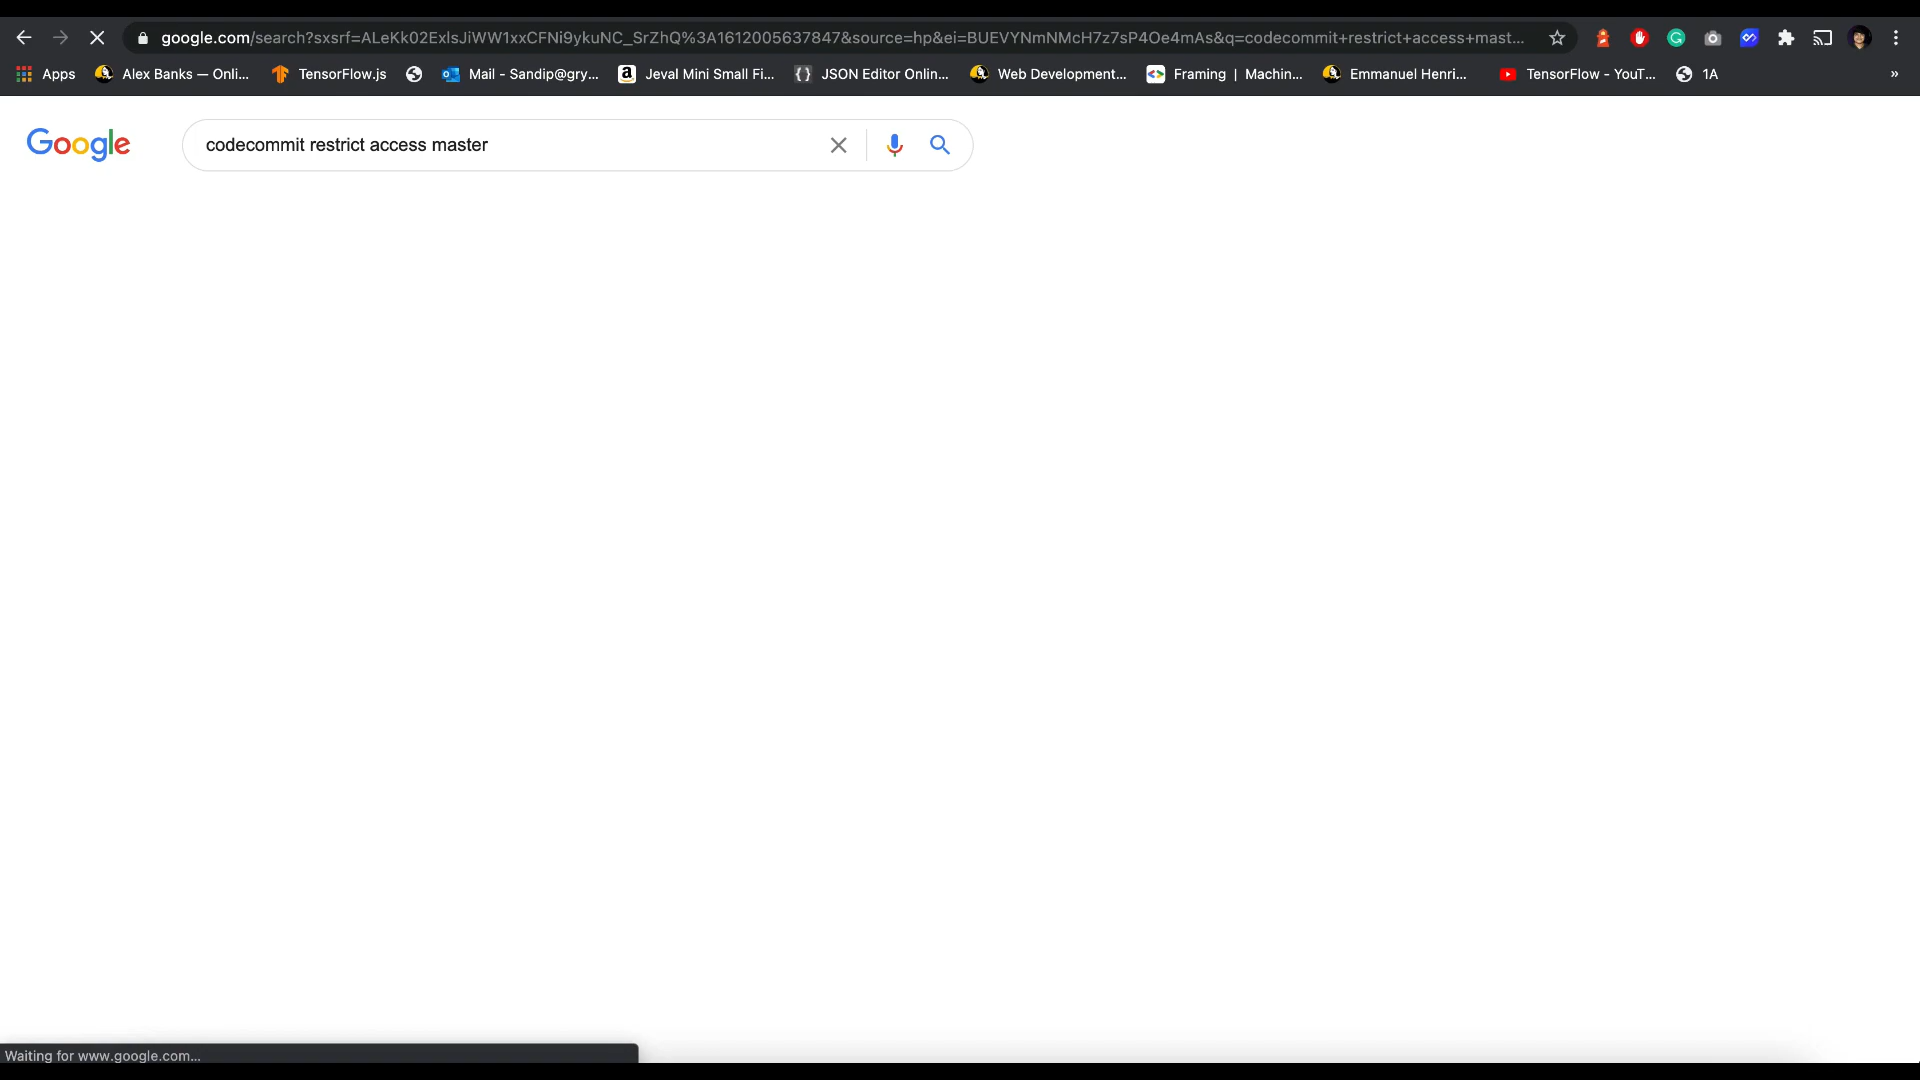 google.com/search?sxsrf=ALeKk02ExlsJiWW1xxCFNi9ykuNC_SrZhQ%3A1612005637847&source=hp&ei=BUEVYNmNMcH7z7sP4Oe4mAs&q=codecommit+restrict+access+mast...
Apps Alex Banks — Onli... TensorFlow.js Mail - Sandip@gry... Jeval Mini Small Fi... JSON Editor Onlin... Web Development... Framing | Machin... Emmanuel Henri... TensorFlow - YouT... 1A »
Google codecommit restrict access master
Waiting for www.google.com...